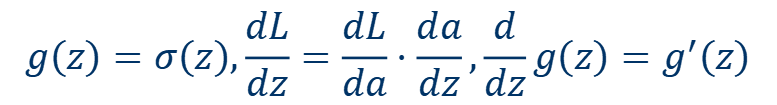 g(z) = σ(z), dL/dz = dL/da · da/dz, d/dz g(z) = g′(z)